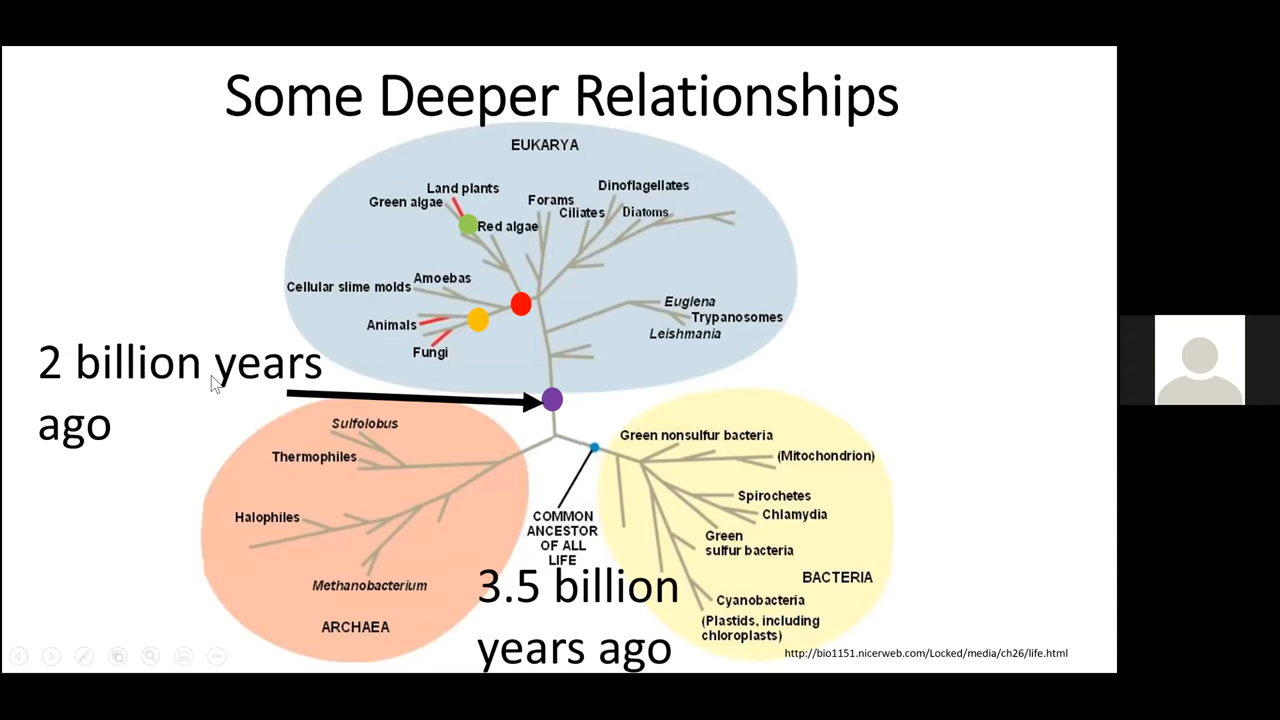 Some Deeper Relationships
EUKARYA
Land plants
Green algae
Red algae
Forams
Ciliates
Dinoflagellates
Diatoms
Amoebas
Cellular slime molds
Animals
Fungi
Euglena
Trypanosomes
Leishmania
2 billion years
ago
Sulfolobus
Thermophiles
Halophiles
Methanobacterium
ARCHAEA
COMMON
ANCESTOR
OF ALL
LIFE
3.5 billion
years ago
Green nonsulfur bacteria
(Mitochondrion)
Spirochetes
Chlamydia
Green
sulfur bacteria
BACTERIA
Cyanobacteria
(Plastids, including
chloroplasts)
http://bio1151.nicerweb.com/Locked/media/ch26/life.html